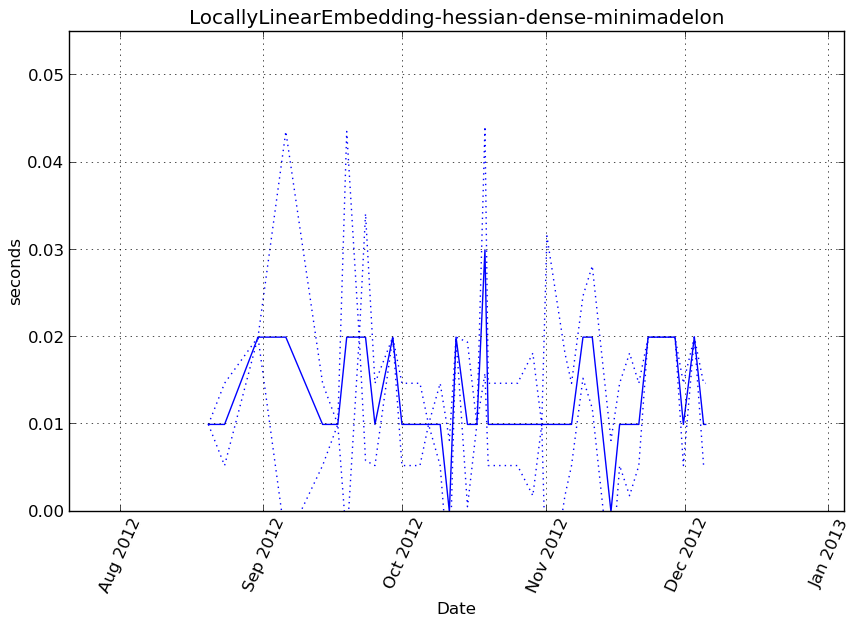 LocallyLinearEmbedding-hessian-dense-minimadelon
0.05
0.04
0.03
0.02
0.01
0.00
seconds
Aug 2012
Sep 2012
Oct 2012
Nov 2012
Dec 2012
Jan 2013
Date